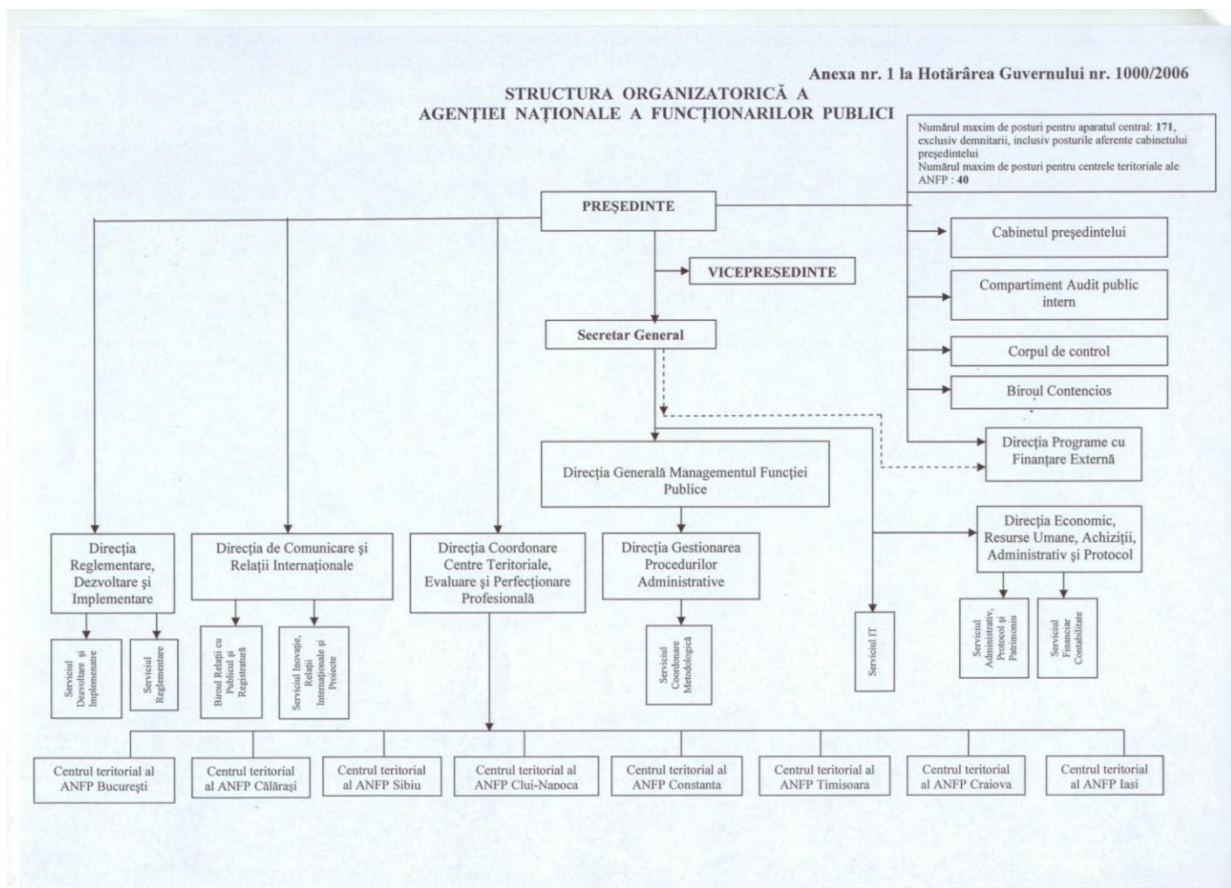 Anexa nr. 1 la Hotărârea Guvernului nr. 1000/2006
STRUCTURA ORGANIZATORICĂ A
AGENȚIEI NAȚIONALE A FUNCȚIONARILOR PUBLICI
Numărul maxim de posturi pentru aparatul central: 171,
exclusiv demnitarii, inclusiv posturile aferente cabinetului
președintelui
Numărul maxim de posturi pentru centrele teritoriale ale
ANFP : 40
PREȘEDINTE
Cabinetul președintelui
VICEPREȘEDINTE
Compartiment Audit public
intern
Secretar General
Corpul de control
Biroul Contencios
Direcția Programe cu
Finanțare Externă
Direcția Generală Managementul Funcției
Publice
Direcția Economic,
Resurse Umane, Achiziții,
Administrativ și Protocol
Direcția
Reglementare,
Dezvoltare și
Implementare
Direcția de Comunicare și
Relații Internaționale
Direcția Coordonare
Centre Teritoriale,
Evaluare și Perfecționare
Profesională
Direcția Gestionarea
Procedurilor
Administrative
Serviciul
Dezvoltare și
Implemenatre
Serviciul
Reglementare
Biroul Relații cu
Publicul și
Registratură
Serviciul Inovație,
Relații
Internaționale și
Proiecte
Serviciul
Coordonare
Metodologică
Serviciul IT
Serviciul
Administrativ,
Protocol și
Patrimoniu
Serviciul
Financiar
Contabilitate
Centrul teritorial al
ANFP București
Centrul teritorial
al ANFP Călărași
Centrul teritorial
al ANFP Sibiu
Centrul teritorial al
ANFP Cluj-Napoca
Centrul teritorial al
ANFP Constanta
Centrul teritorial al
ANFP Timisoara
Centrul teritorial
al ANFP Craiova
Centrul teritorial
al ANFP Iasi